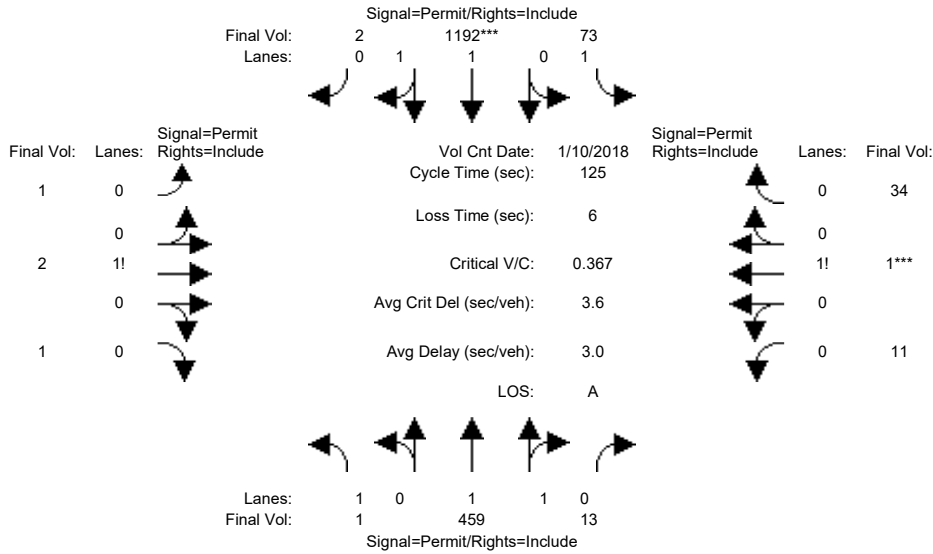 Signal=Permit/Rights=Include
Final Vol: 2 1192*** 73
Lanes: 0 1 1 0 1
Signal=Permit Signal=Permit
Final Vol: Lanes: Rights=Include Vol Cnt Date: 1/10/2018 Rights=Include Lanes: Final Vol:
Cycle Time (sec): 125
1 0 0 34
Loss Time (sec): 6
0 0
2 1! Critical V/C: 0.367 1! 1***
0 Avg Crit Del (sec/veh): 3.6 0
1 0 Avg Delay (sec/veh): 3.0 0 11
LOS: A
Lanes: 1 0 1 1 0
Final Vol: 1 459 13
Signal=Permit/Rights=Include